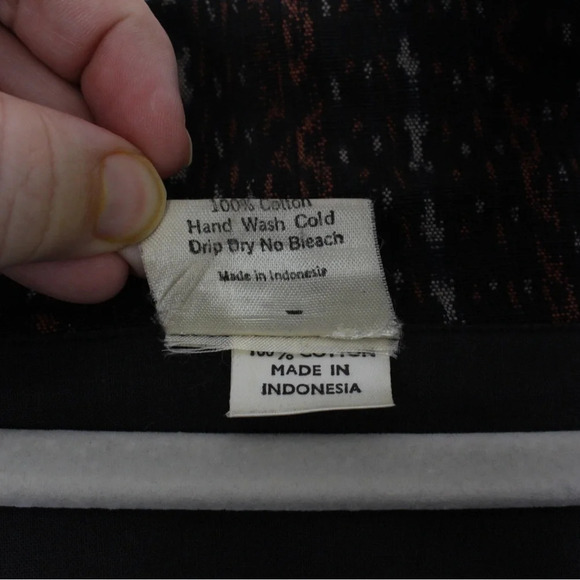 100% Cotton
Hand Wash Cold
Drip Dry No Bleach
Made in Indonesia
100% COTTON
MADE IN
INDONESIA